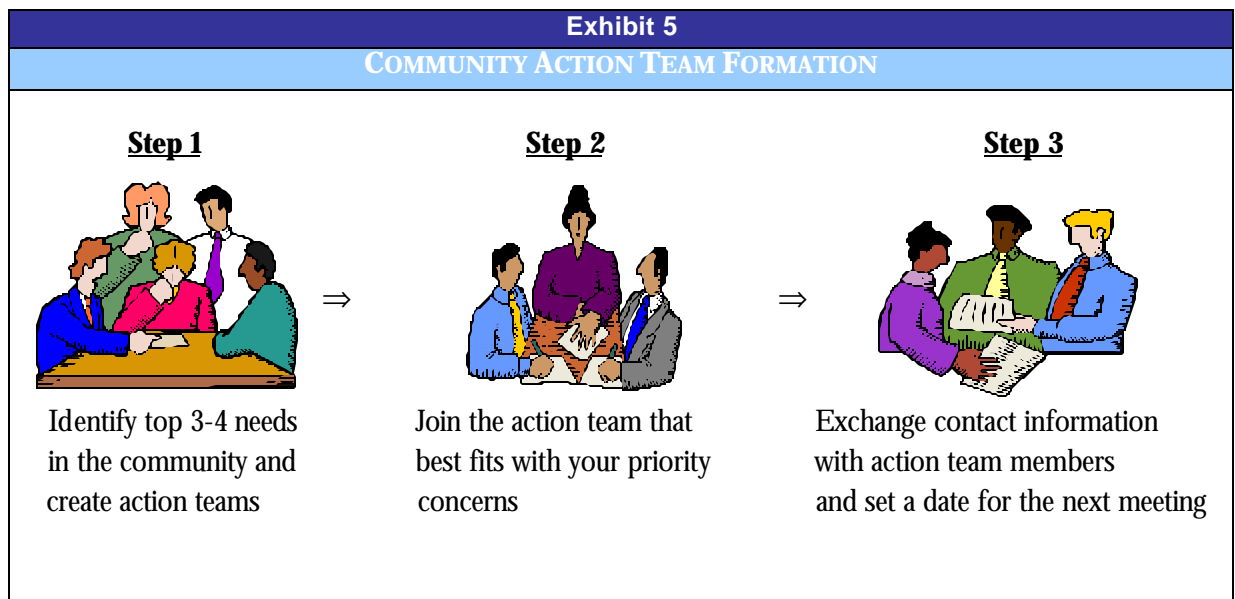 Exhibit 5
COMMUNITY ACTION TEAM FORMATION
Step 1
Identify top 3-4 needs
in the community and
create action teams
⇒
Step 2
Join the action team that
best fits with your priority
concerns
⇒
Step 3
Exchange contact information
with action team members
and set a date for the next meeting